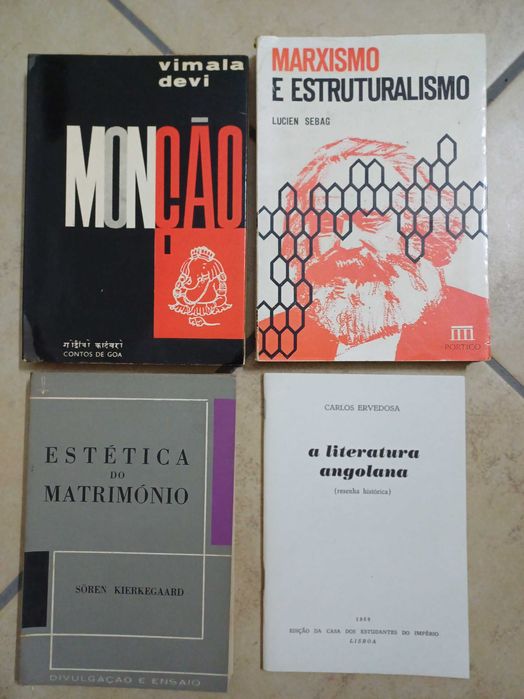 vimala
devi
MONÇÃO
CONTOS DE GOA
MARXISMO
E ESTRUTURALISMO
LUCIEN SEBAG
PÓRTICO
ESTÉTICA
DO
MATRIMÓNIO
SÖREN KIERKEGAARD
DIVULGAÇÃO E ENSAIO
CARLOS ERVEDOSA
a literatura
angolana
(resenha histórica)
EDIÇÃO DA CASA DOS ESTUDANTES DO IMPÉRIO
LISBOA